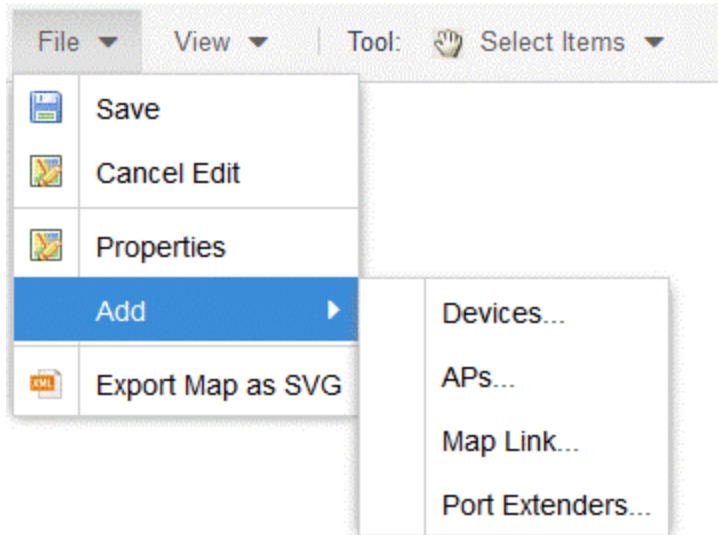 File View Tool: Select Items
Save
Cancel Edit
Properties
Add
Export Map as SVG
Devices...
APs...
Map Link...
Port Extenders...
XML